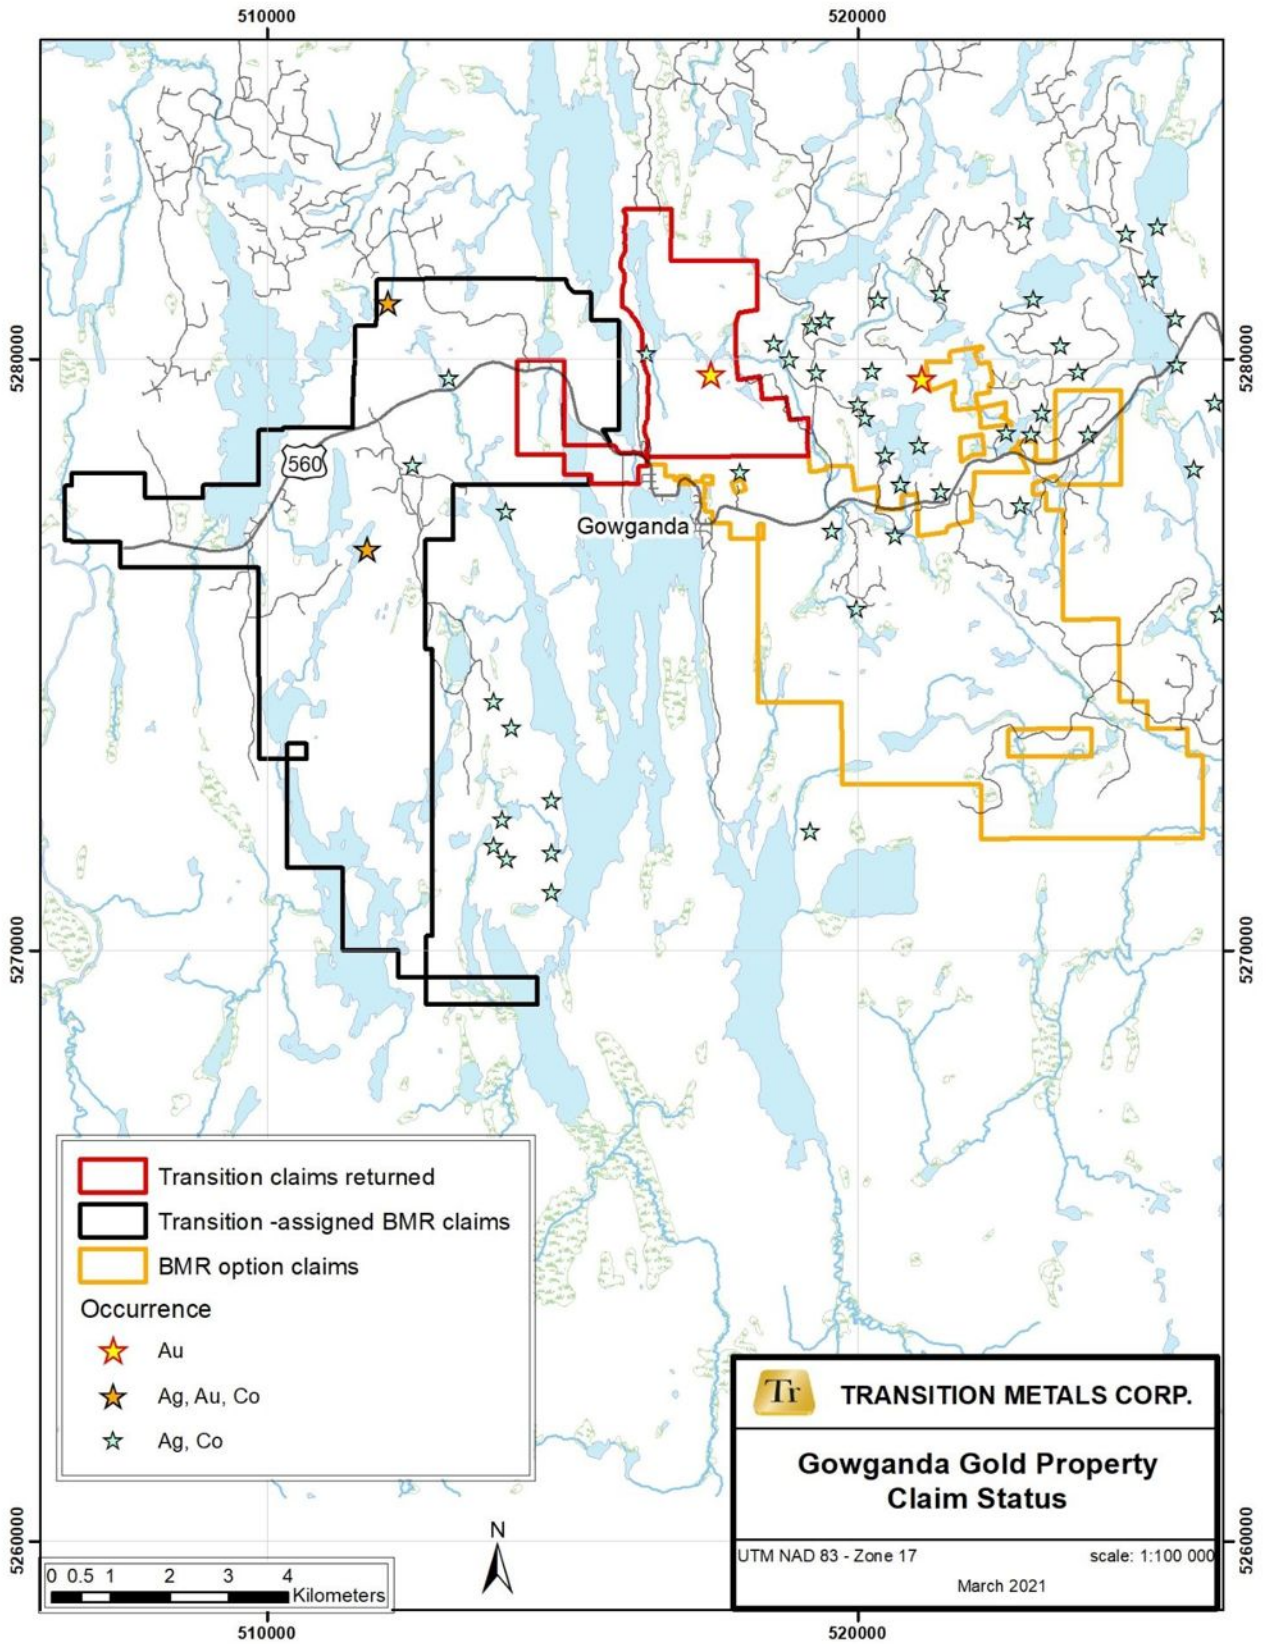 510000
520000
5280000
5280000
560
Gowganda
5270000
5270000
Transition claims returned
Transition -assigned BMR claims
BMR option claims
Occurrence
Au
Ag, Au, Co
Ag, Co
Tr
TRANSITION METALS CORP.
Gowganda Gold Property
Claim Status
UTM NAD 83 - Zone 17
scale: 1:100 000
March 2021
N
5260000
5260000
0 0.5 1 2 3 4
Kilometers
510000
520000